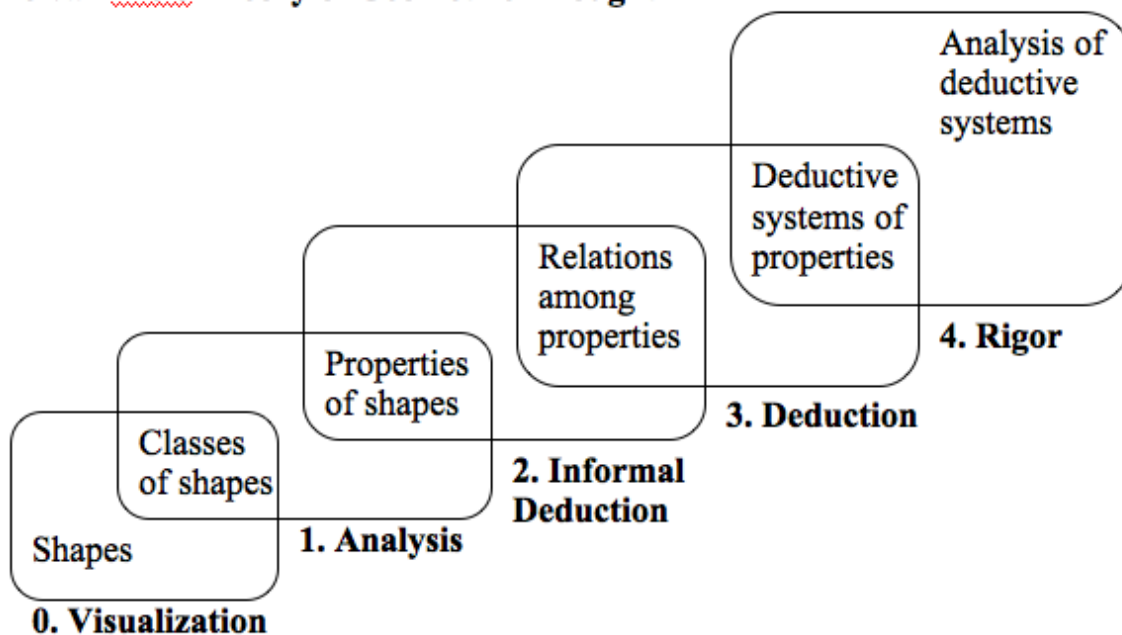 Analysis of
deductive
systems
Deductive
systems of
properties
Relations
among
properties
4. Rigor
Properties
of shapes
3. Deduction
Classes
of shapes
2. Informal
Deduction
1. Analysis
Shapes
0. Visualization